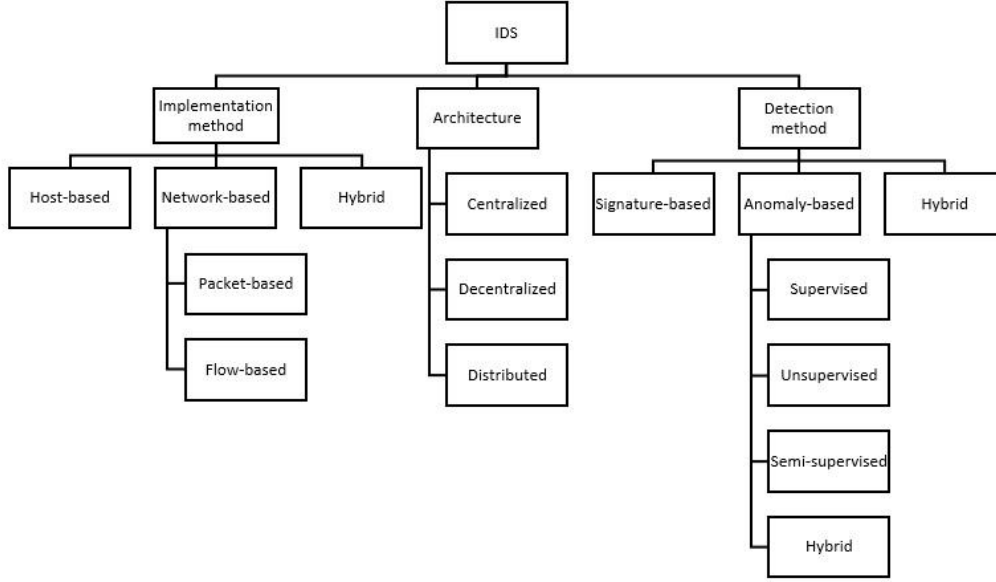 IDS
Implementation
method
Architecture
Detection
method
Host-based
Network-based
Hybrid
Signature-based
Anomaly-based
Hybrid
Packet-based
Flow-based
Centralized
Decentralized
Distributed
Supervised
Unsupervised
Semi-supervised
Hybrid